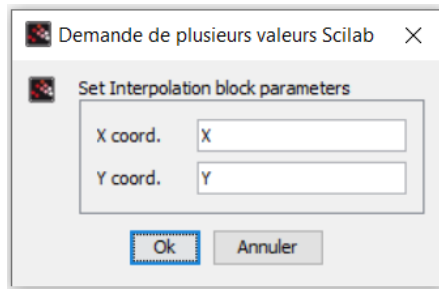 Demande de plusieurs valeurs Scilab
Set Interpolation block parameters
X coord. X
Y coord. Y
Ok Annuler